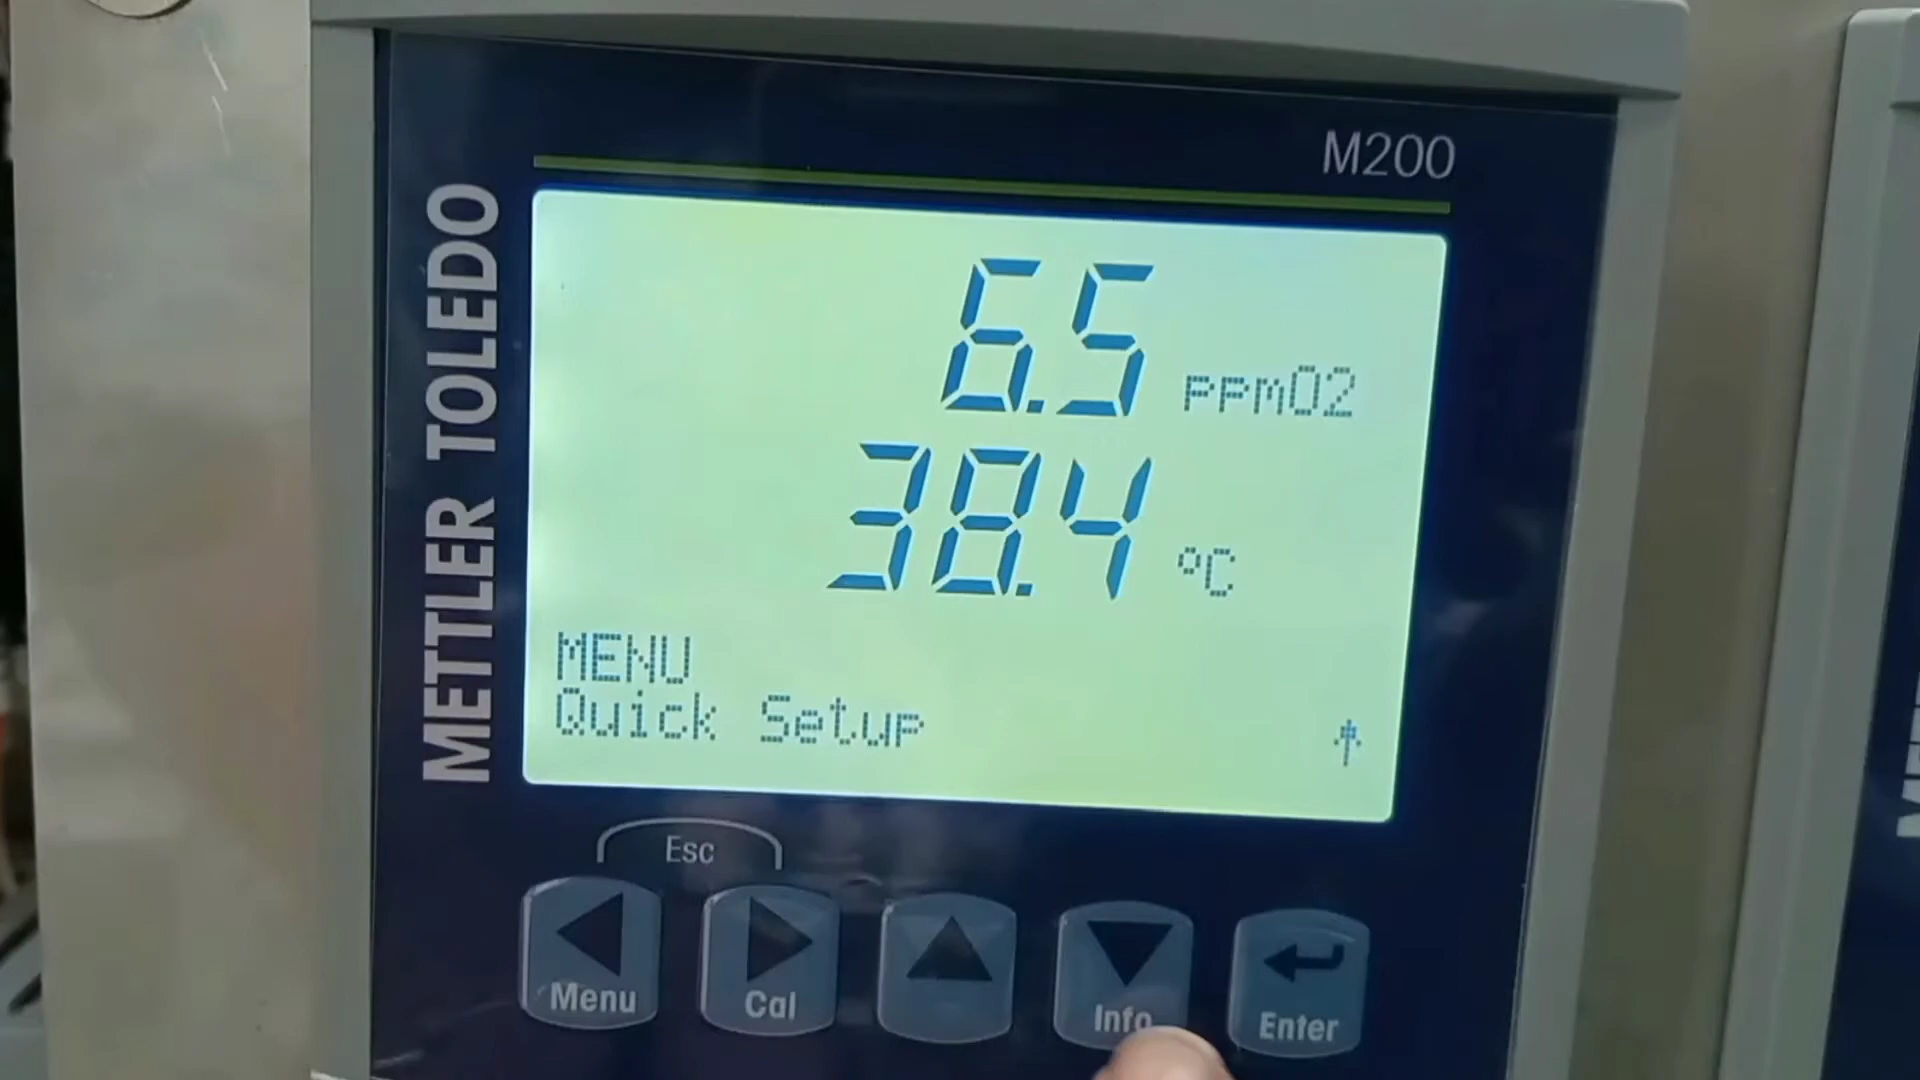 M200
METTLER TOLEDO
6.5 ppmO2
38.4 °C
MENU
Quick Setup
Esc
Menu
Cal
Info
Enter